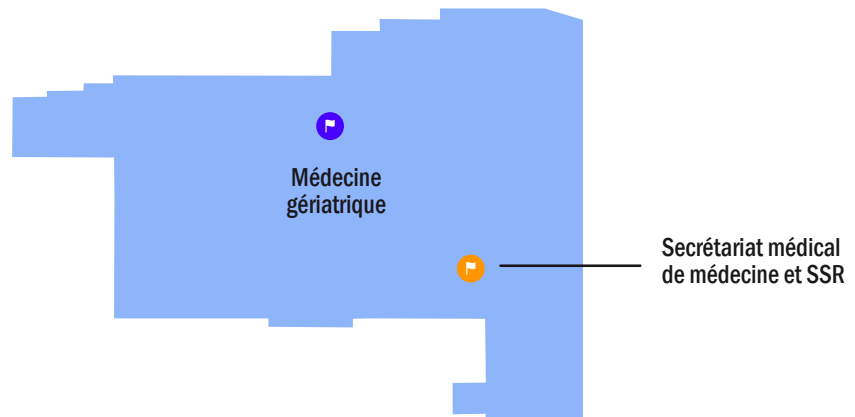 Médecine
gériatrique
Secrétariat médical
de médecine et SSR